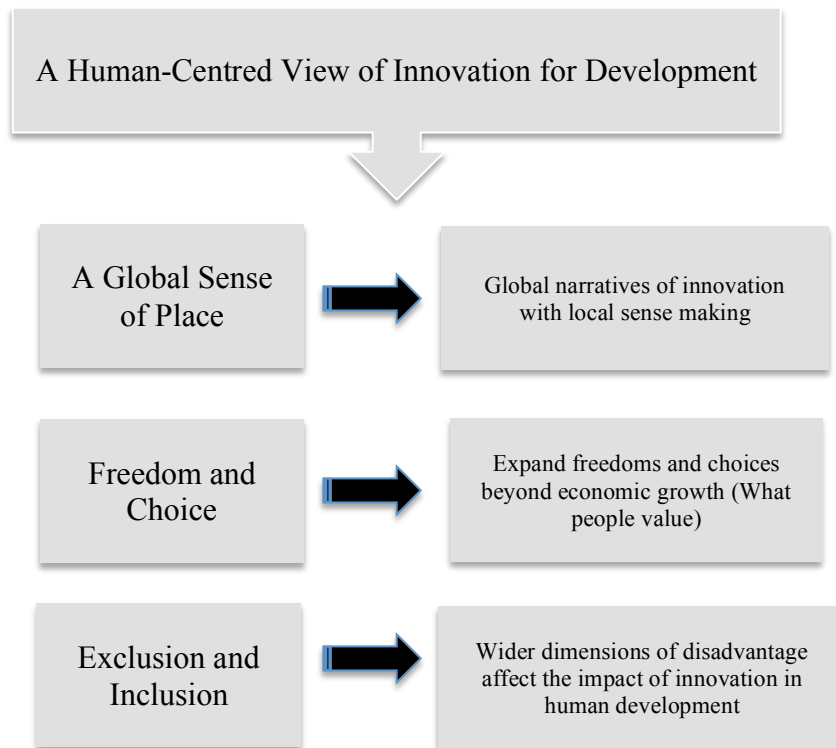 A Human-Centred View of Innovation for Development
A Global Sense
of Place
Global narratives of innovation
with local sense making
Freedom and
Choice
Expand freedoms and choices
beyond economic growth (What
people value)
Exclusion and
Inclusion
Wider dimensions of disadvantage
affect the impact of innovation in
human development